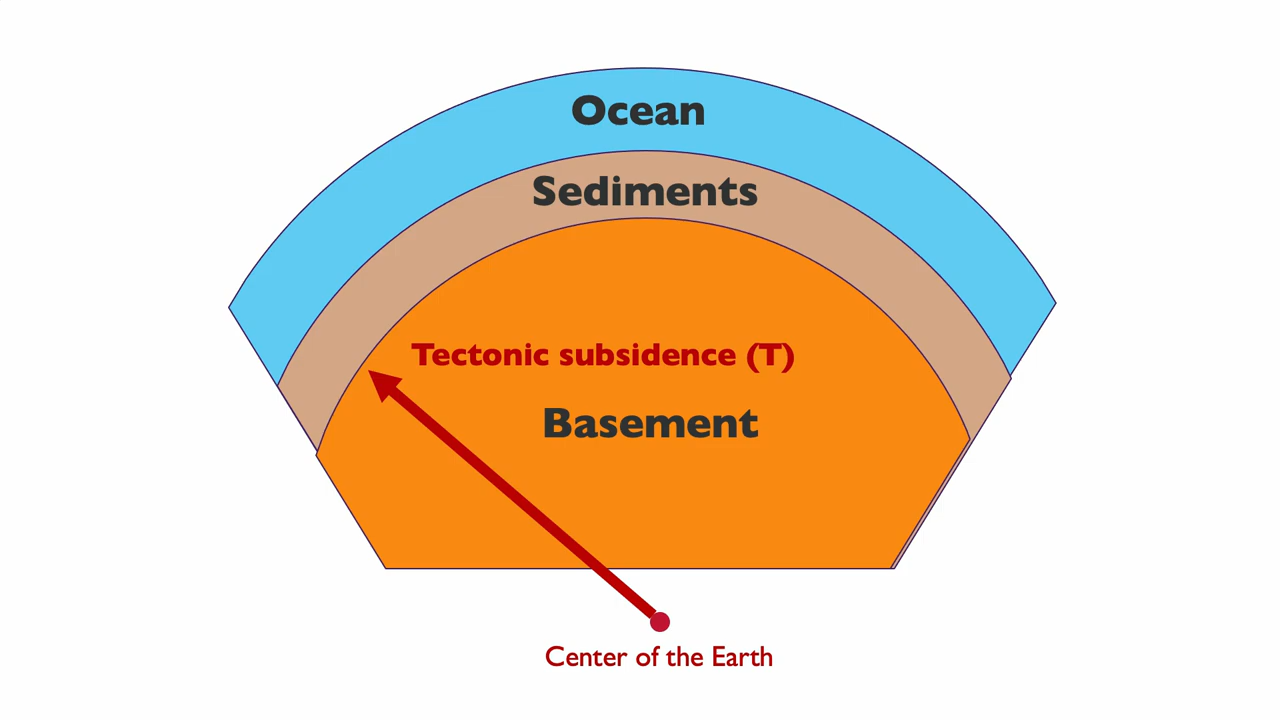 Ocean
Sediments
Tectonic subsidence (T)
Basement
Center of the Earth